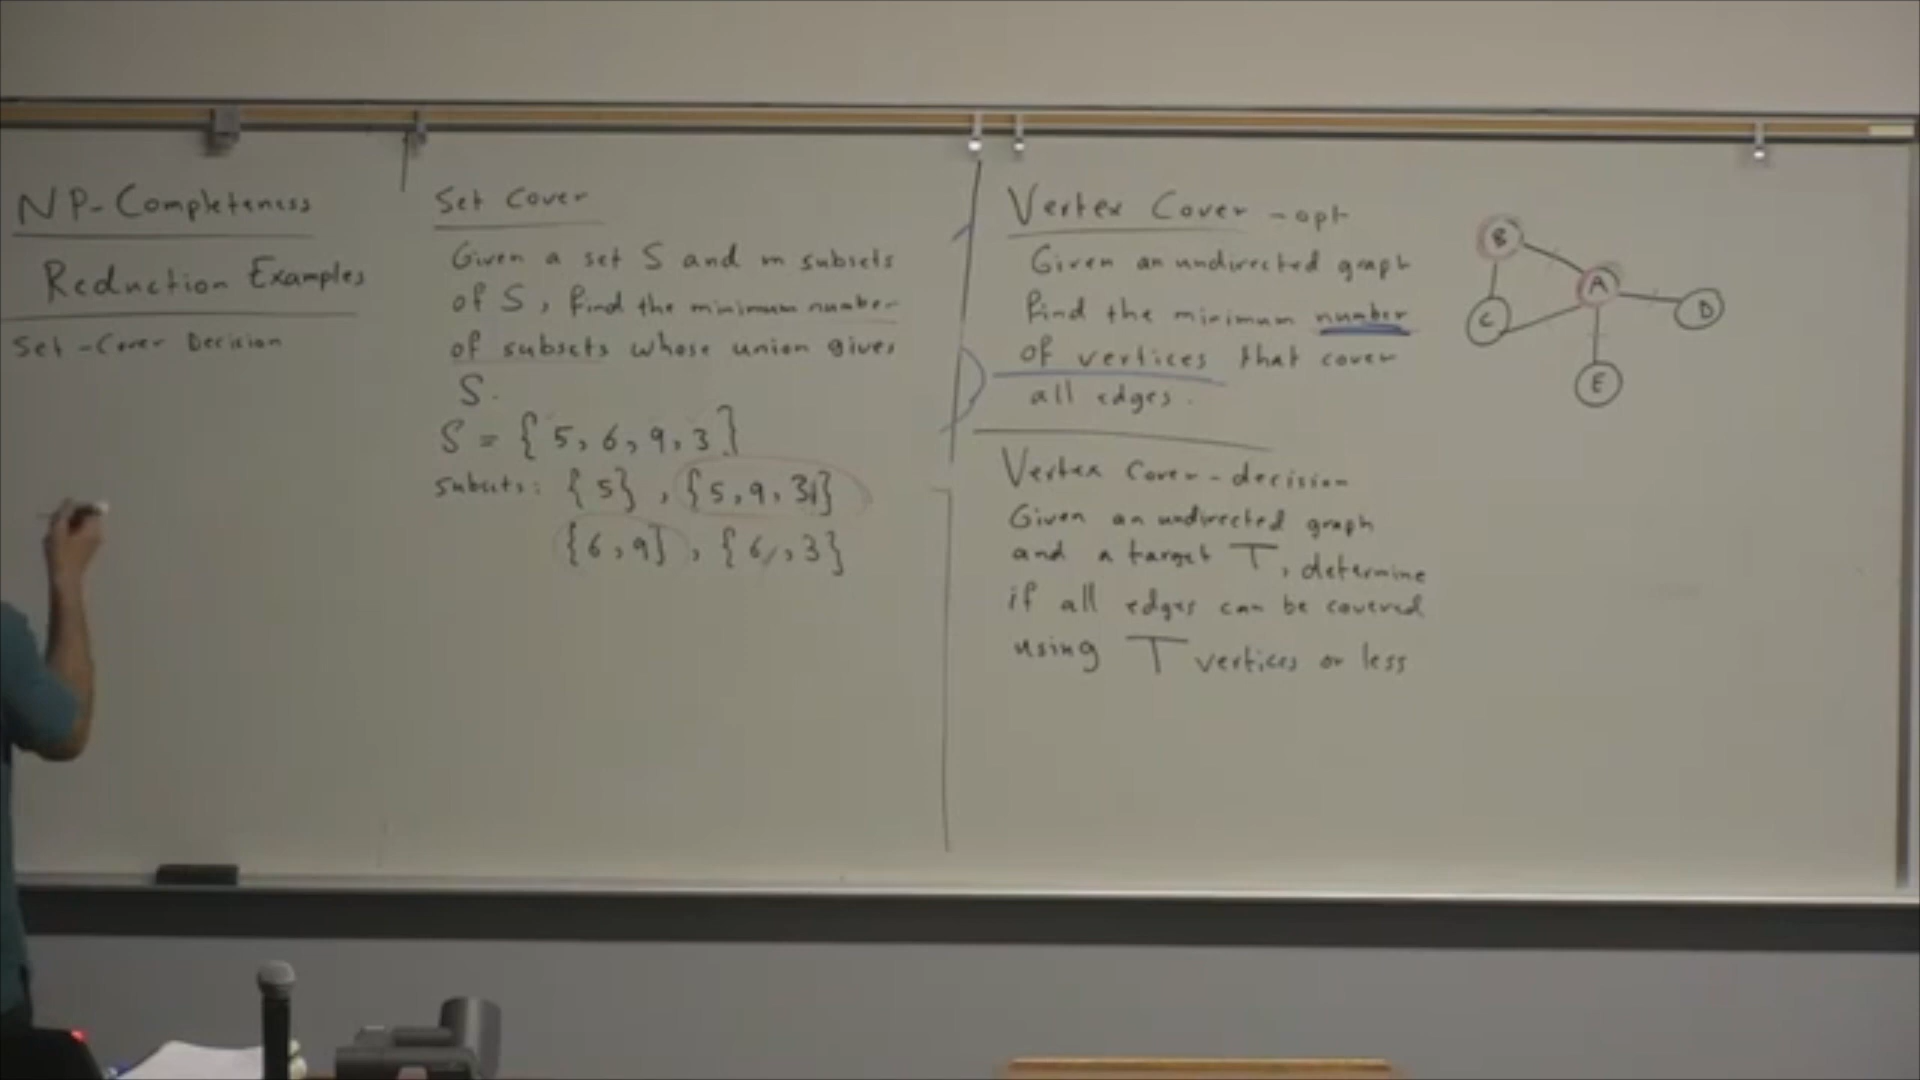 NP-Completeness
Reduction Examples
Set-Cover Decision
Set Cover
Given a set S and m subsets
of S, find the minimum number
of subsets whose union gives
S.
S = { 5, 6, 9, 3 }
subsets: { 5 }, { 5, 9, 3 }
{ 6, 9 }, { 6, 3 }
Vertex Cover - opt
Given an undirected graph
find the minimum number
of vertices that cover
all edges.
Vertex Cover - decision
Given an undirected graph
and a target T, determine
if all edges can be covered
using T vertices or less
B
A
C
D
E